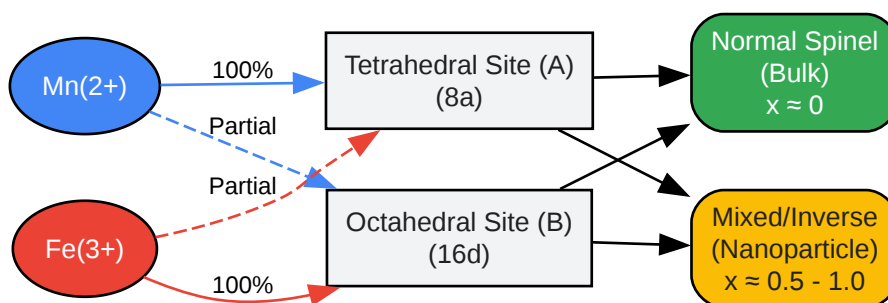 Mn(2+)
100%
Partial
Tetrahedral Site (A)
(8a)
Normal Spinel
(Bulk)
x ≈ 0
Fe(3+)
Partial
100%
Octahedral Site (B)
(16d)
Mixed/Inverse
(Nanoparticle)
x ≈ 0.5 - 1.0